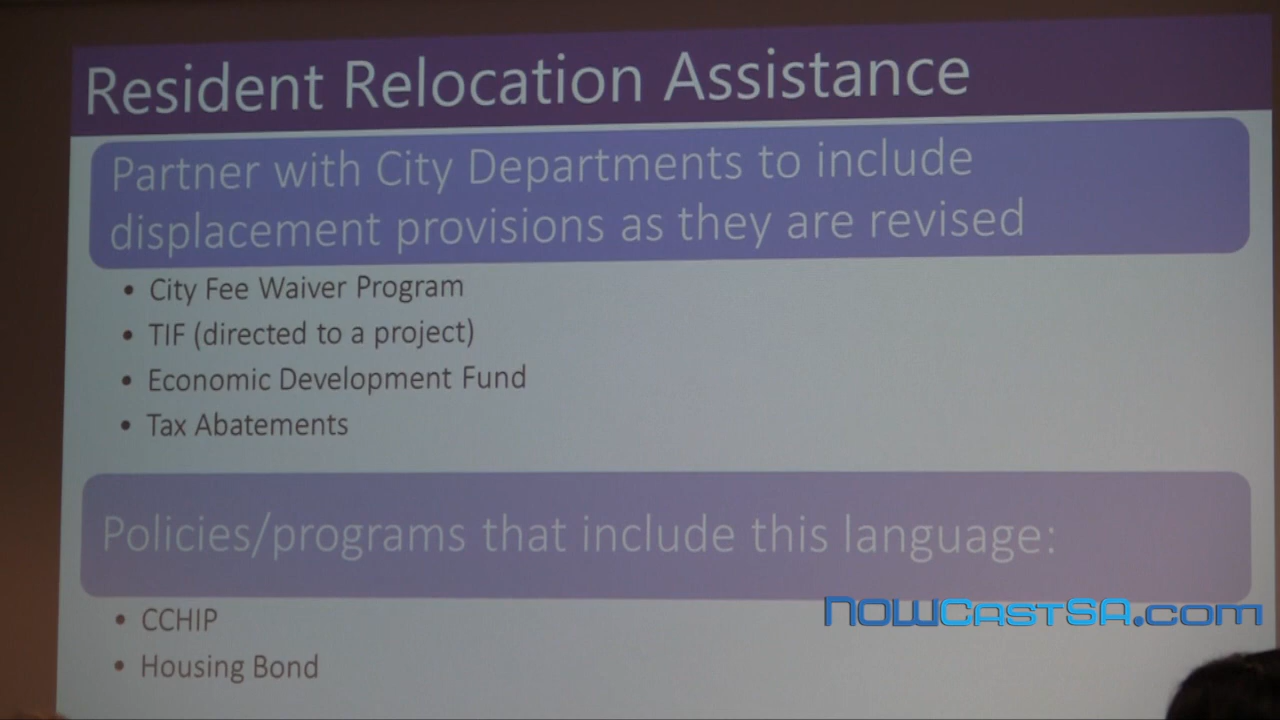 Resident Relocation Assistance
Partner with City Departments to include
displacement provisions as they are revised
• City Fee Waiver Program
• TIF (directed to a project)
• Economic Development Fund
• Tax Abatements
Policies/programs that include this language:
• CCHIP
• Housing Bond
NOWCastSA.com